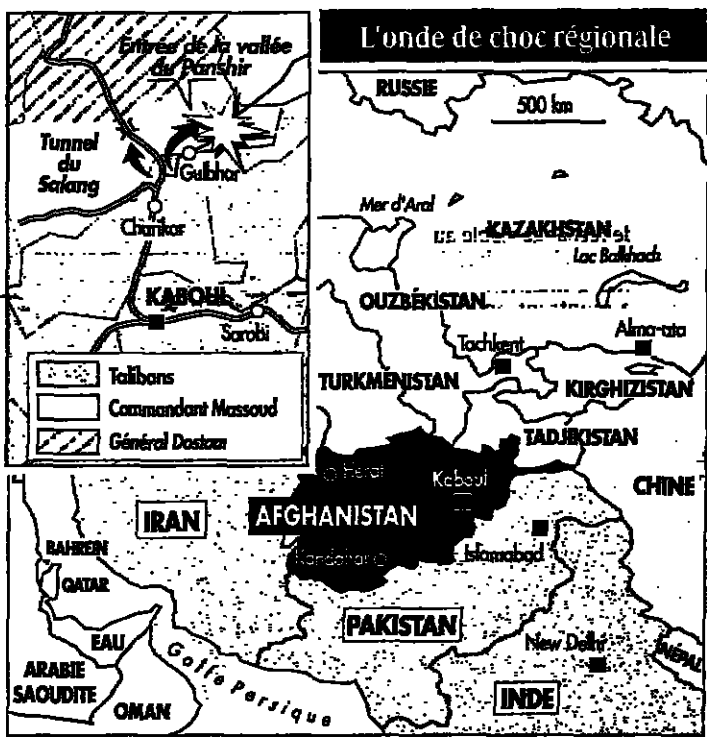 Entrée de la vallée
du Panshir
Tunnel
du
Salang
Gulbhar
Charikar
KABOUL
Sarobi
Talibans
Commandant Massoud
Général Dostom
L'onde de choc régionale
RUSSIE
500 km
Mer d'Aral
KAZAKHSTAN
Lac Balkhach
OUZBÉKISTAN
Tachkent
Alma-ata
TURKMÉNISTAN
KIRGHIZISTAN
TADJIKISTAN
Herat
Kaboul
CHINE
IRAN
AFGHANISTAN
Kandahar
Islamabad
BAHREIN
QATAR
PAKISTAN
EAU
New Delhi
NÉPAL
ARABIE
SAOUDITE
Golfe Persique
OMAN
INDE